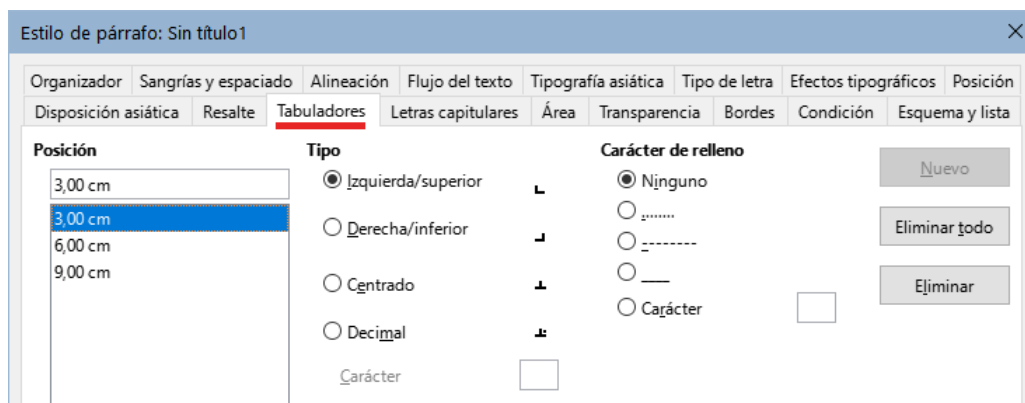 Estilo de párrafo: Sin título1
Organizador Sangrías y espaciado Alineación Flujo del texto Tipografía asiática Tipo de letra Efectos tipográficos Posición
Disposición asiática Resalte Tabuladores Letras capitulares Área Transparencia Bordes Condición Esquema y lista
Posición Tipo Carácter de relleno
3,00 cm Izquierda/superior Ninguno Nuevo
3,00 cm ........
6,00 cm Derecha/inferior Eliminar todo
9,00 cm --------
Centrado ____ Eliminar
Carácter
Decimal
Carácter